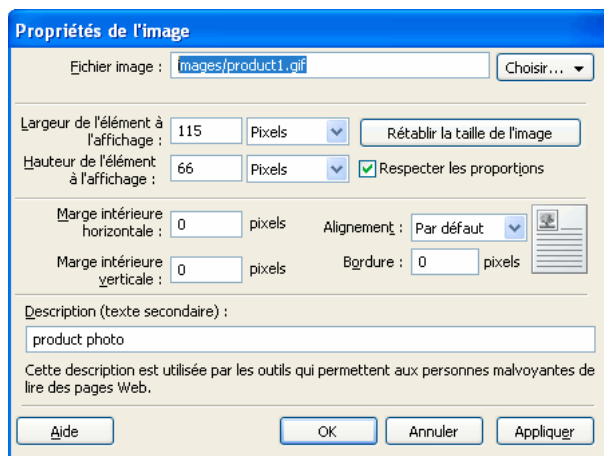 Propriétés de l'image
Fichier image : images/product1.gif Choisir...
Largeur de l'élément à
l'affichage : 115 Pixels Rétablir la taille de l'image
Hauteur de l'élément
à l'affichage : 66 Pixels Respecter les proportions
Marge intérieure
horizontale : 0 pixels Alignement : Par défaut
Marge intérieure
verticale : 0 pixels Bordure : 0 pixels
Description (texte secondaire) :
product photo
Cette description est utilisée par les outils qui permettent aux personnes malvoyantes de
lire des pages Web.
Aide OK Annuler Appliquer